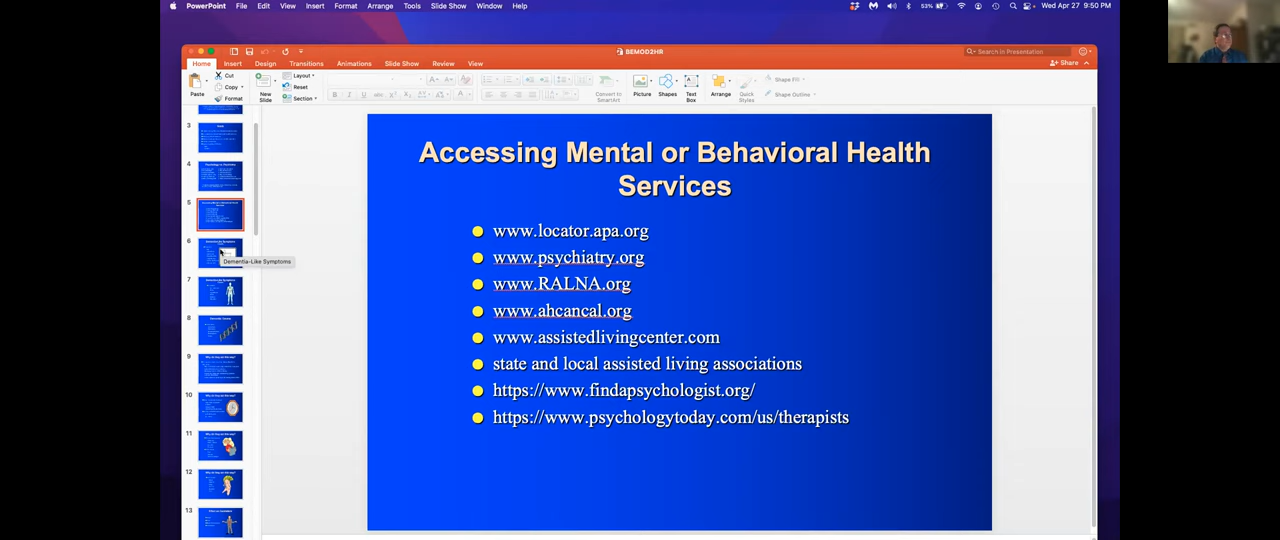 PowerPoint File Edit View Insert Format Arrange Tools Slide Show Window Help
53%
Wed Apr 27 9:50 PM
BEMOD2HR
Search in Presentation
Home Insert Design Transitions Animations Slide Show Review View
Share
Paste
Cut
Copy
Format
New Slide
Layout
Reset
Section
Convert to SmartArt
Picture
Shapes
Text Box
Arrange
Quick Styles
Shape Fill
Shape Outline
3
4
5
6
Dementia-Like Symptoms
7
8
9
10
11
12
13
Accessing Mental or Behavioral Health
Services
www.locator.apa.org
www.psychiatry.org
www.RALNA.org
www.ahcancal.org
www.assistedlivingcenter.com
state and local assisted living associations
https://www.findapsychologist.org/
https://www.psychologytoday.com/us/therapists